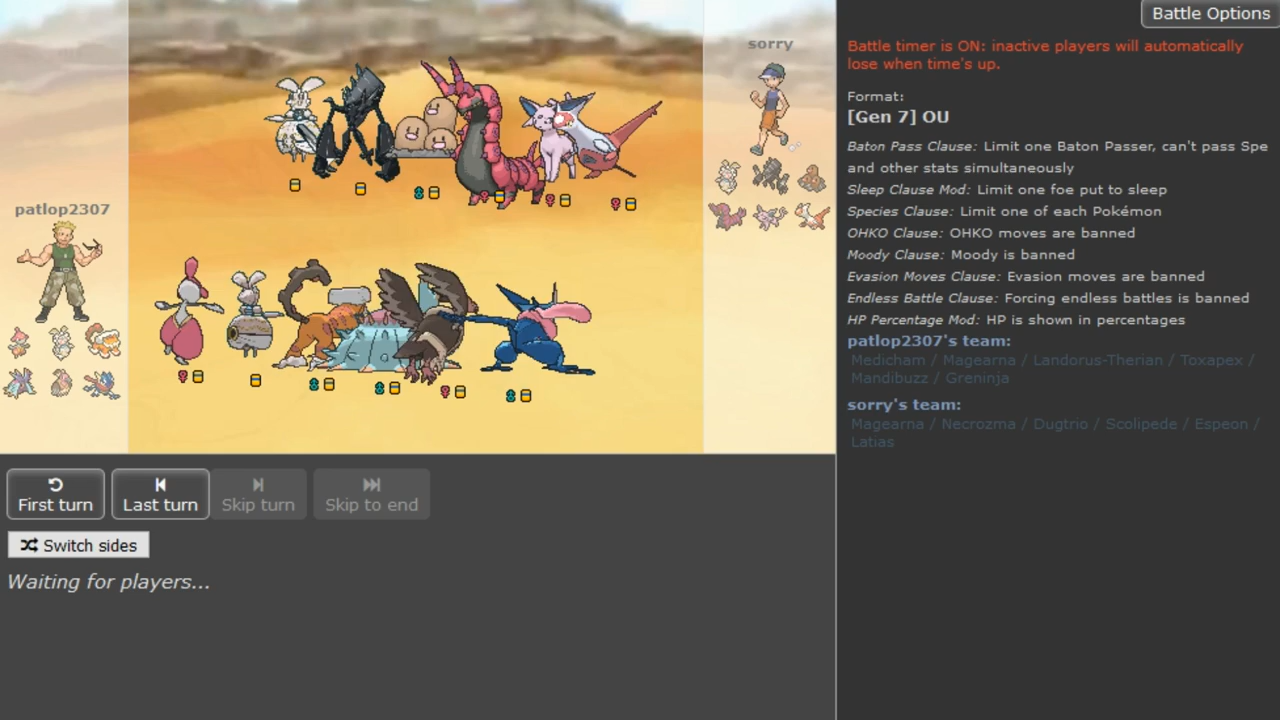 Battle Options
sorry
Battle timer is ON: inactive players will automatically
lose when time's up.
Format:
[Gen 7] OU
Baton Pass Clause: Limit one Baton Passer, can't pass Spe
and other stats simultaneously
Sleep Clause Mod: Limit one foe put to sleep
Species Clause: Limit one of each Pokémon
OHKO Clause: OHKO moves are banned
Moody Clause: Moody is banned
Evasion Moves Clause: Evasion moves are banned
Endless Battle Clause: Forcing endless battles is banned
HP Percentage Mod: HP is shown in percentages
patlop2307's team:
Medicham / Magearna / Landorus-Therian / Toxapex /
Mandibuzz / Greninja
sorry's team:
Magearna / Necrozma / Dugtrio / Scolipede / Espeon /
Latias
patlop2307
First turn
Last turn
Skip turn
Skip to end
Switch sides
Waiting for players...